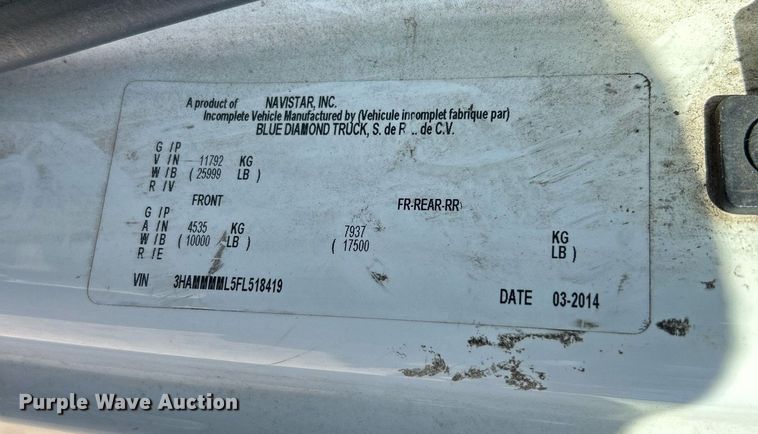 A product of NAVISTAR, INC.
Incomplete Vehicle Manufactured by (Vehicule incomplet fabrique par)
BLUE DIAMOND TRUCK, S. de R. .. de C.V.
G /P
V /N 11792 KG
W /B ( 25999 LB )
R /V
FRONT FR-REAR-RR
G /P
A /N 4535 KG 7937 KG
W /B ( 10000 LB ) ( 17500 LB )
R /E
VIN 3HAMMMML5FL518419 DATE 03-2014
Purple Wave Auction